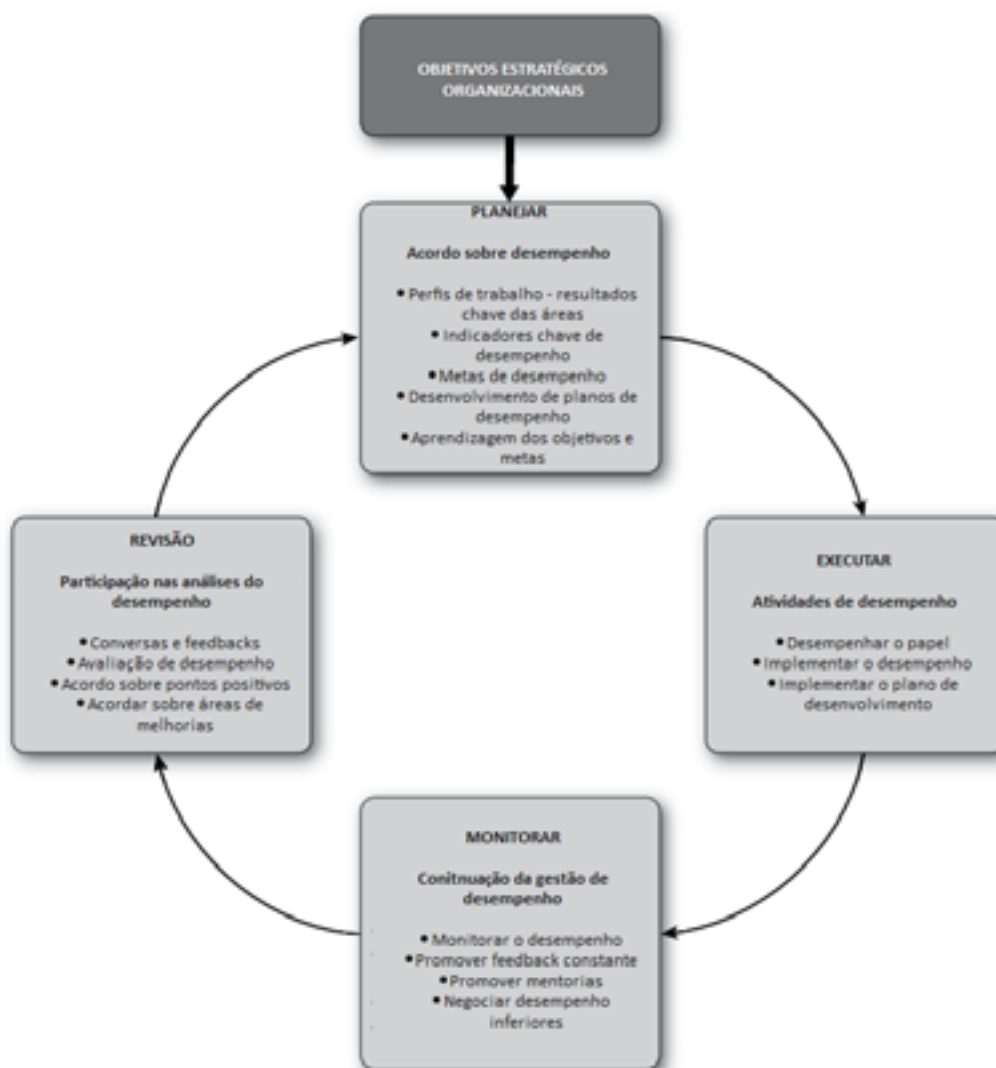 OBJETIVOS ESTRATÉGICOS
ORGANIZACIONAIS
PLANEJAR
Acordo sobre desempenho
• Perfis de trabalho - resultados
chave das áreas
• Indicadores chave de
desempenho
• Metas de desempenho
• Desenvolvimento de planos de
desempenho
• Aprendizagem dos objetivos e
metas
EXECUTAR
Atividades de desempenho
• Desempenhar o papel
• Implementar o desempenho
• Implementar o plano de
desenvolvimento
MONITORAR
Conitnuação da gestão de
desempenho
• Monitorar o desempenho
• Promover feedback constante
• Promover mentorias
• Negociar desempenho
inferiores
REVISÃO
Participação nas análises do
desempenho
• Conversas e feedbacks
• Avaliação de desempenho
• Acordo sobre pontos positivos
• Acordar sobre áreas de
melhorias